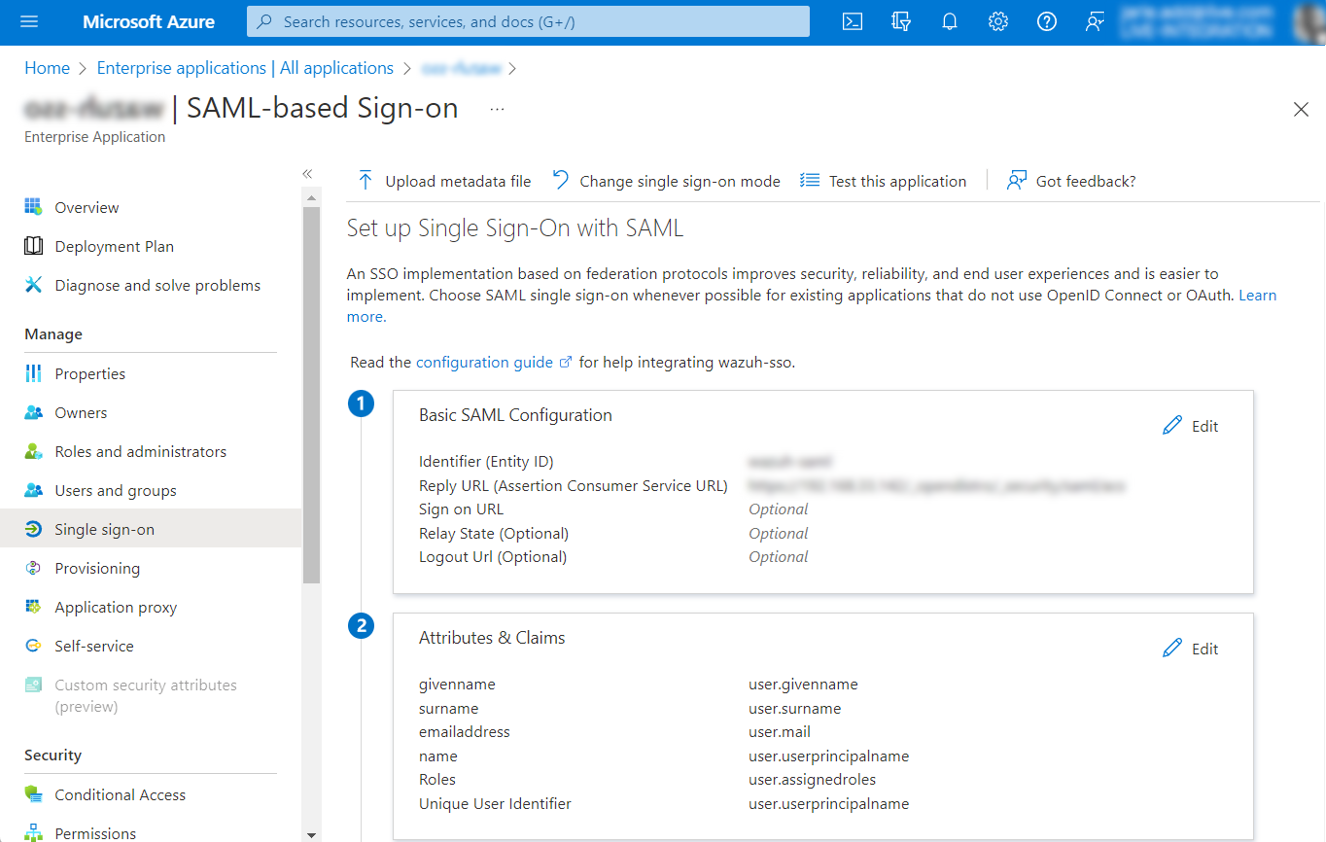 Microsoft Azure
Search resources, services, and docs (G+/)
Home > Enterprise applications | All applications >
| SAML-based Sign-on ...
Enterprise Application
«
Overview
Deployment Plan
Diagnose and solve problems
Manage
Properties
Owners
Roles and administrators
Users and groups
Single sign-on
Provisioning
Application proxy
Self-service
Custom security attributes
(preview)
Security
Conditional Access
Permissions
Upload metadata file
Change single sign-on mode
Test this application
Got feedback?
Set up Single Sign-On with SAML
An SSO implementation based on federation protocols improves security, reliability, and end user experiences and is easier to
implement. Choose SAML single sign-on whenever possible for existing applications that do not use OpenID Connect or OAuth. Learn
more.
Read the configuration guide for help integrating wazuh-sso.
1
Basic SAML Configuration
Edit
Identifier (Entity ID)
Reply URL (Assertion Consumer Service URL)
Sign on URL Optional
Relay State (Optional) Optional
Logout Url (Optional) Optional
2
Attributes & Claims
Edit
givenname user.givenname
surname user.surname
emailaddress user.mail
name user.userprincipalname
Roles user.assignedroles
Unique User Identifier user.userprincipalname